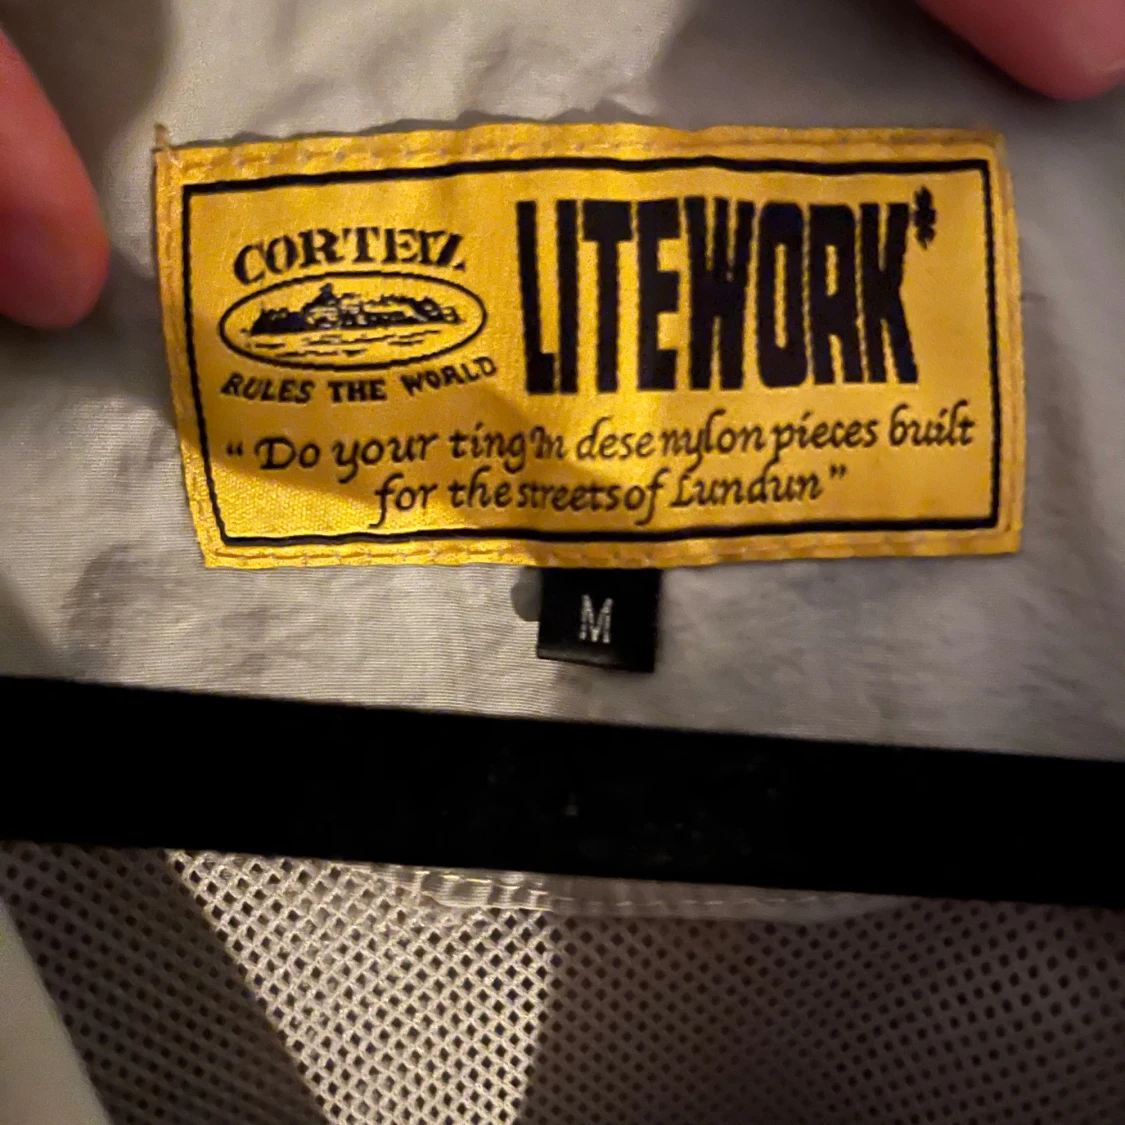 CORTEIZ
RULES THE WORLD
LITEWORK*
“Do your ting In dese nylon pieces built
for the streets of Lundun”
M